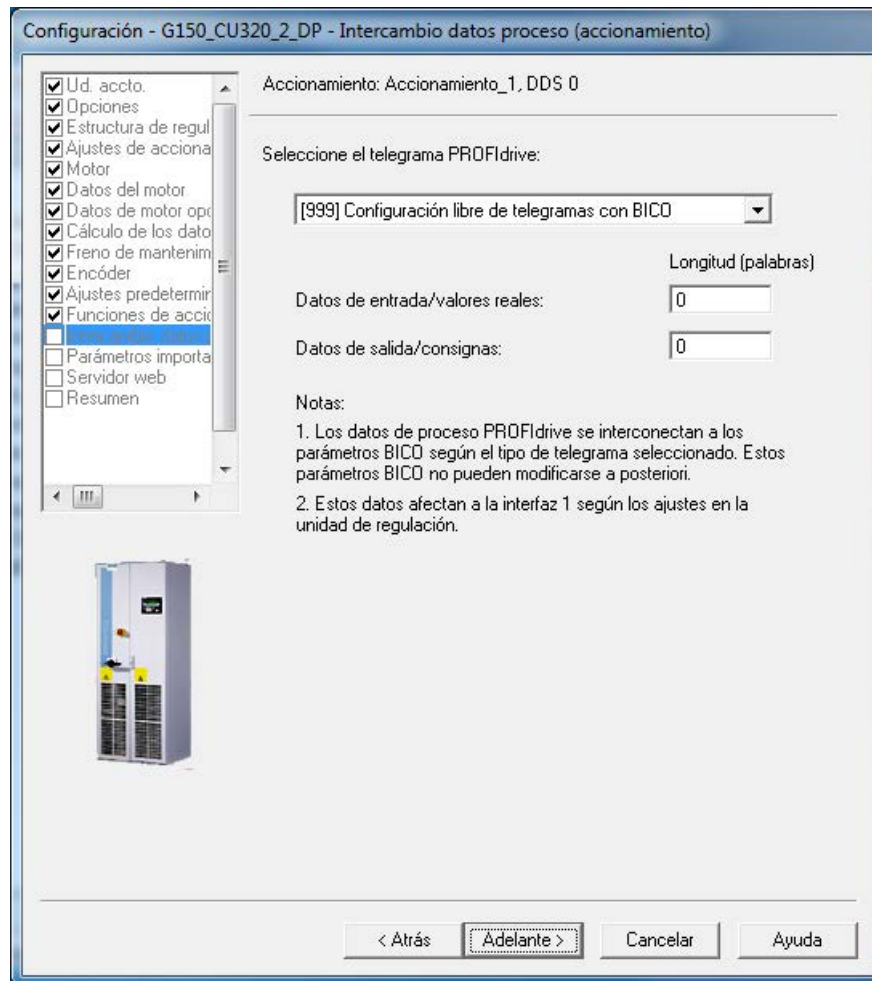 Configuración - G150_CU320_2_DP - Intercambio datos proceso (accionamiento)
Ud. accto.
Opciones
Estructura de regul
Ajustes de acciona
Motor
Datos del motor
Datos de motor opc
Cálculo de los dato
Freno de mantenim
Encóder
Ajustes predetermin
Funciones de accio
Parámetros importa
Servidor web
Resumen
Accionamiento: Accionamiento_1, DDS 0
Seleccione el telegrama PROFIdrive:
[999] Configuración libre de telegramas con BICO
Longitud (palabras)
Datos de entrada/valores reales: 0
Datos de salida/consignas: 0
Notas:
1. Los datos de proceso PROFIdrive se interconectan a los
parámetros BICO según el tipo de telegrama seleccionado. Estos
parámetros BICO no pueden modificarse a posteriori.
2. Estos datos afectan a la interfaz 1 según los ajustes en la
unidad de regulación.
< Atrás
Adelante >
Cancelar
Ayuda